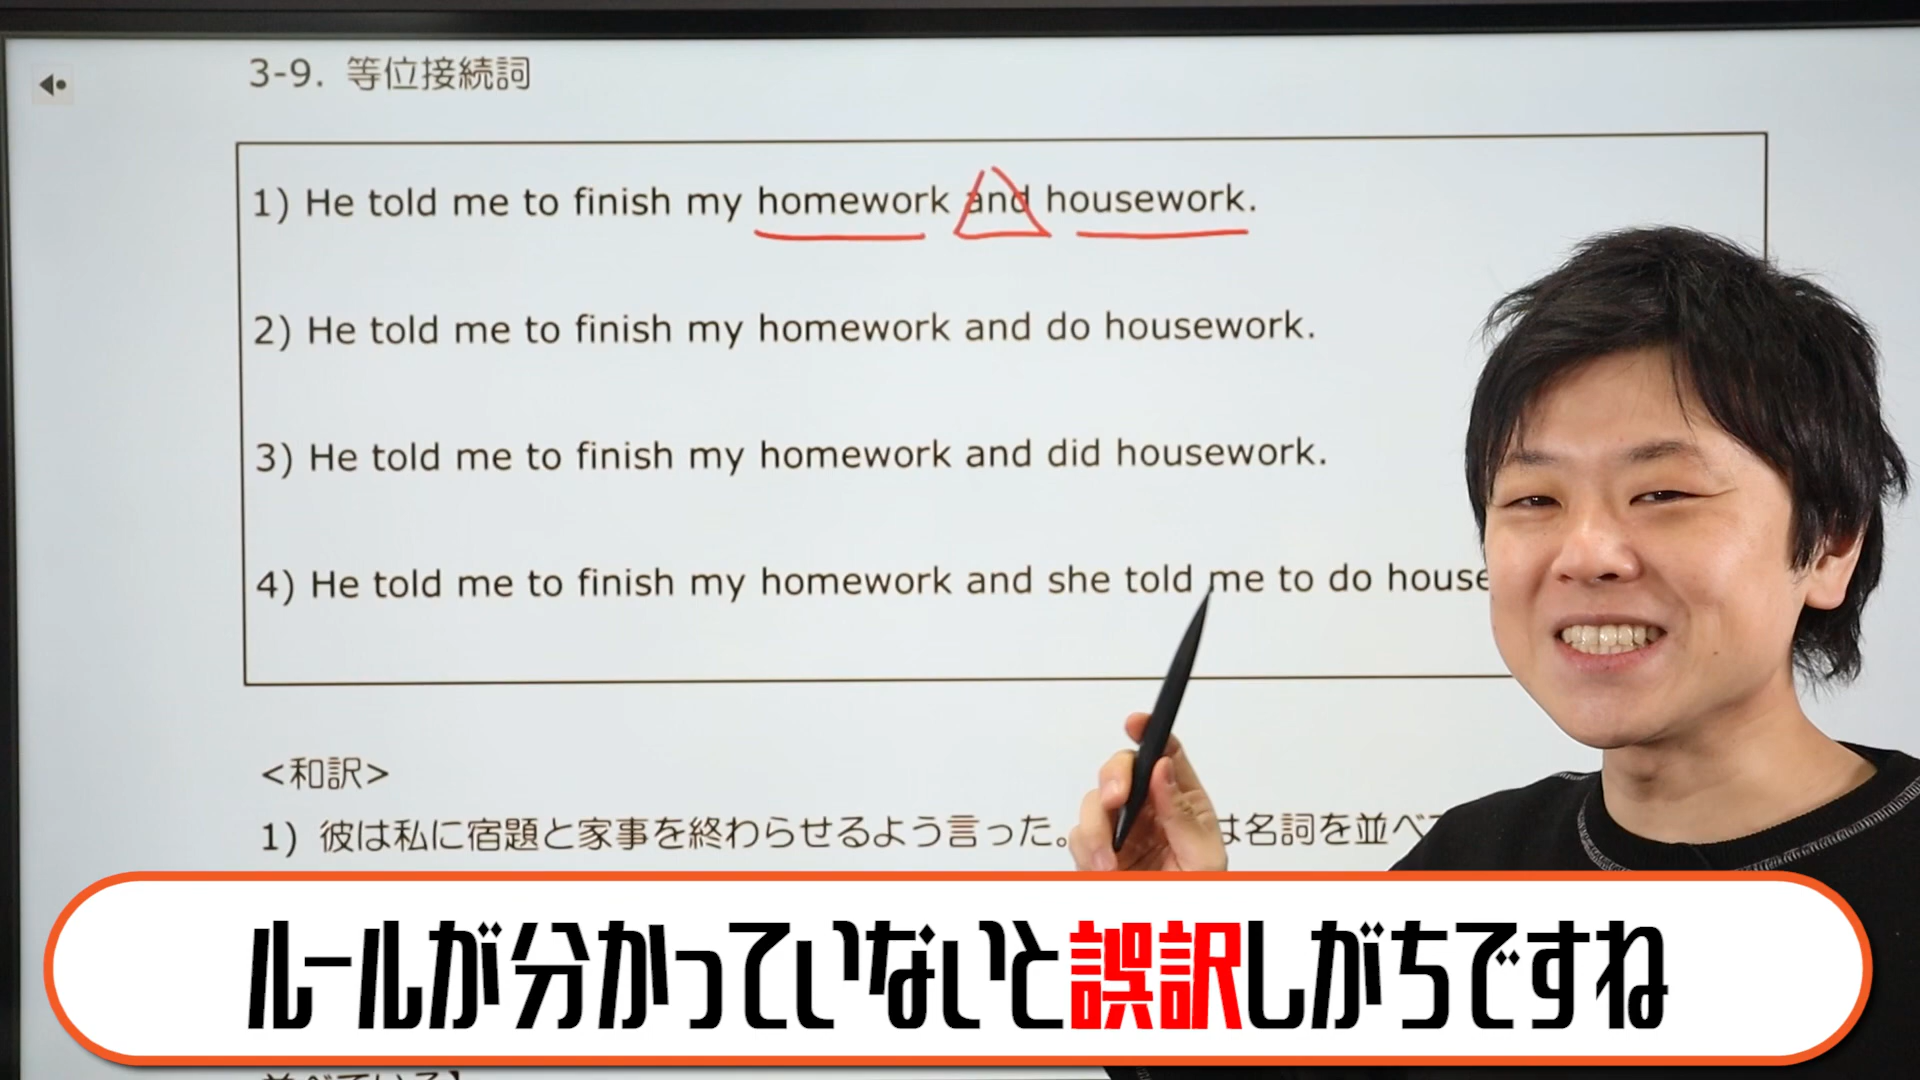 3-9. 等位接続詞
1) He told me to finish my homework and housework.
2) He told me to finish my homework and do housework.
3) He told me to finish my homework and did housework.
4) He told me to finish my homework and she told me to do house
<和訳>
1) 彼は私に宿題と家事を終わらせるよう言った。 は名詞を並べ
ルールが分かっていないと誤訳しがちですね